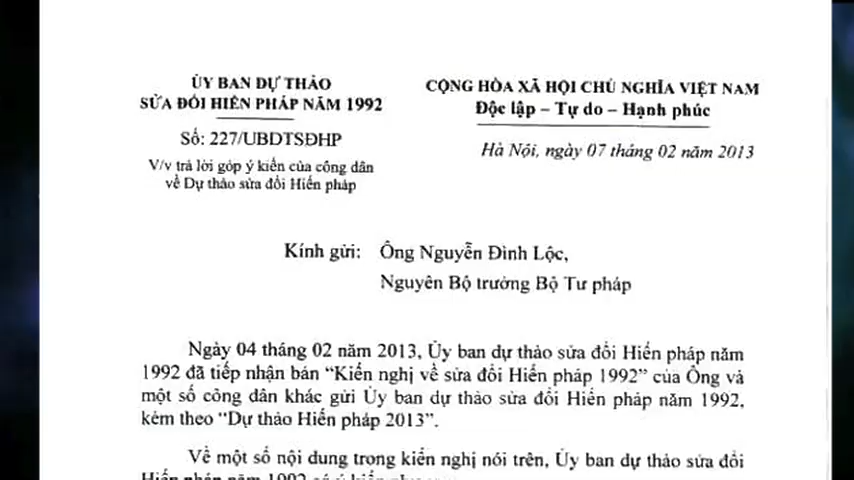 ỦY BAN DỰ THẢO
SỬA ĐỔI HIẾN PHÁP NĂM 1992
Số: 227/UBDTSĐHP
V/v trả lời góp ý kiến của công dân
về Dự thảo sửa đổi Hiến pháp
CỘNG HÒA XÃ HỘI CHỦ NGHĨA VIỆT NAM
Độc lập – Tự do – Hạnh phúc
Hà Nội, ngày 07 tháng 02 năm 2013
Kính gửi: Ông Nguyễn Đình Lộc,
Nguyên Bộ trưởng Bộ Tư pháp
Ngày 04 tháng 02 năm 2013, Ủy ban dự thảo sửa đổi Hiến pháp năm
1992 đã tiếp nhận bản “Kiến nghị về sửa đổi Hiến pháp 1992” của Ông và
một số công dân khác gửi Ủy ban dự thảo sửa đổi Hiến pháp năm 1992,
kèm theo “Dự thảo Hiến pháp 2013”.
Về một số nội dung trong kiến nghị nói trên, Ủy ban dự thảo sửa đổi
Hiến pháp năm 1992 có ý kiến